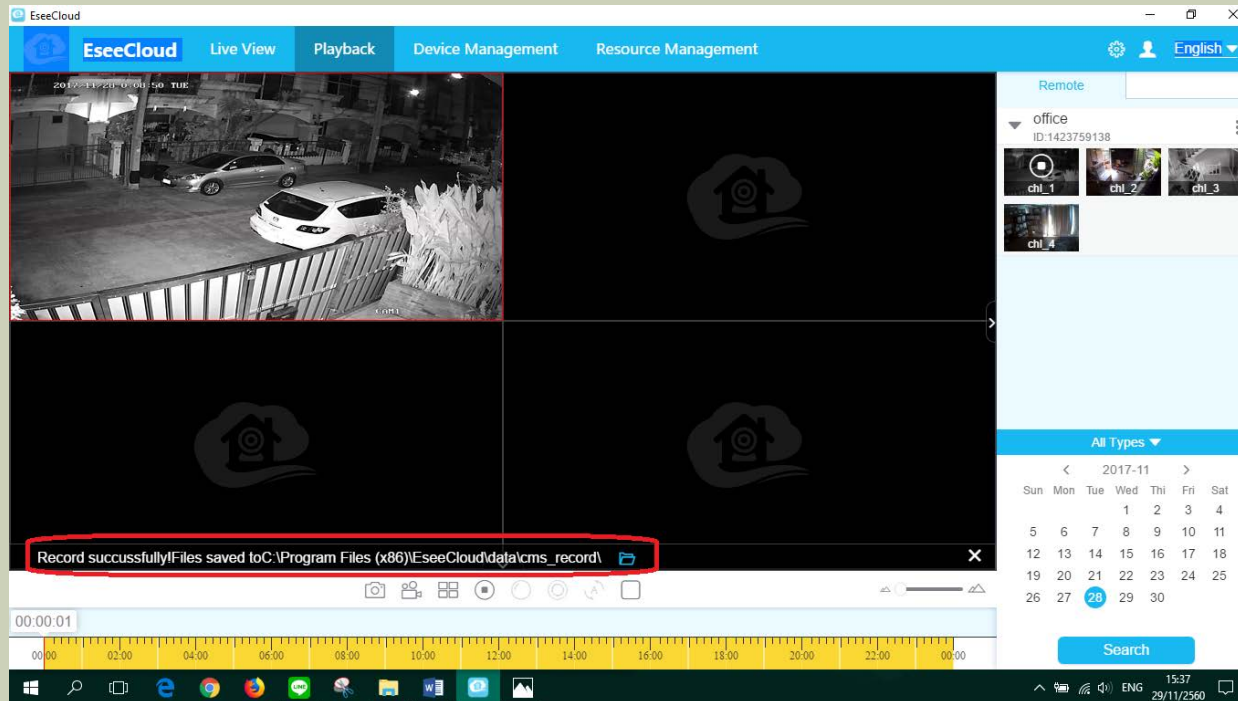 EseeCloud
EseeCloud Live View Playback Device Management Resource Management English
2017-11-28 0:08:50 TUE
CAM1
Remote
office
ID:1423759138
chl_1 chl_2 chl_3
chl_4
All Types
2017-11
Sun Mon Tue Wed Thi Fri Sat
1 2 3 4
5 6 7 8 9 10 11
12 13 14 15 16 17 18
19 20 21 22 23 24 25
26 27 28 29 30
Search
Record succussfully!Files saved toC:\Program Files (x86)\EseeCloud\data\cms_record\
00:00:01
00:00 02:00 04:00 06:00 08:00 10:00 12:00 14:00 16:00 18:00 20:00 22:00 00:00
ENG
15:37
29/11/2560